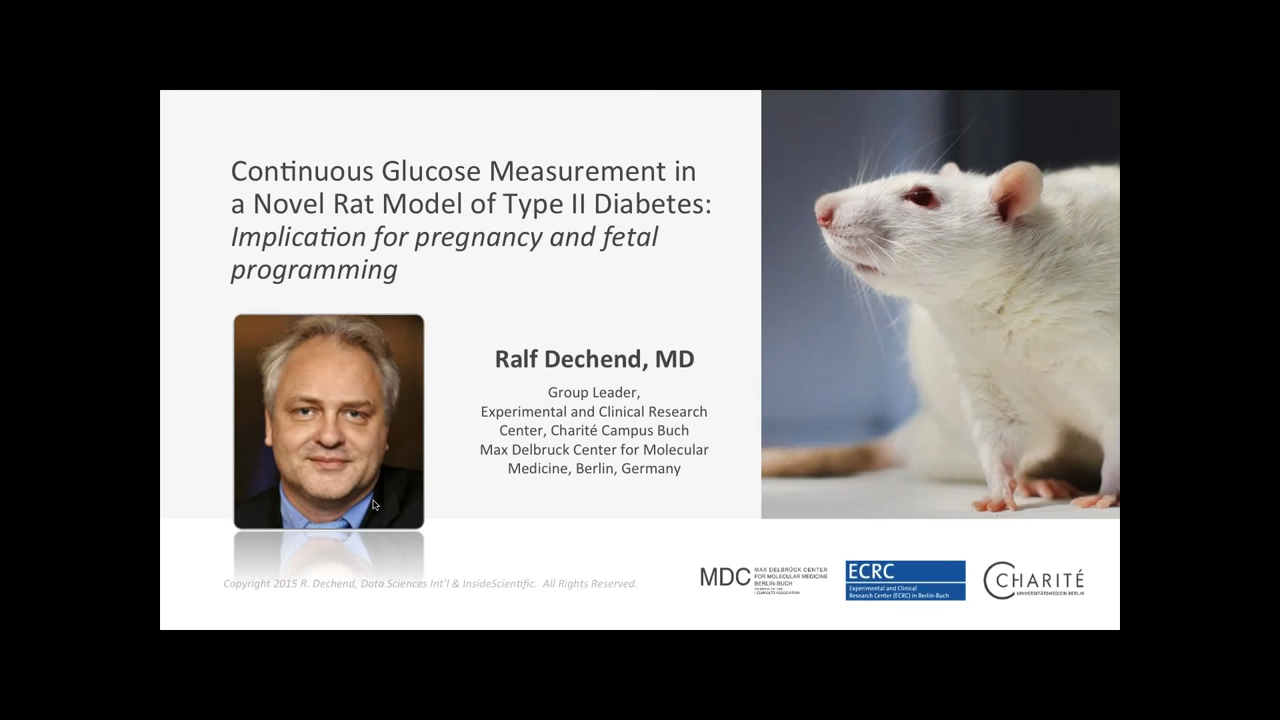 Continuous Glucose Measurement in
a Novel Rat Model of Type II Diabetes:
Implication for pregnancy and fetal
programming
Ralf Dechend, MD
Group Leader,
Experimental and Clinical Research
Center, Charité Campus Buch
Max Delbruck Center for Molecular
Medicine, Berlin, Germany
Copyright 2015 R. Dechend, Data Sciences Int'l & InsideScientific. All Rights Reserved.
MDC
MAX DELBRÜCK CENTER
FOR MOLECULAR MEDICINE
BERLIN-BUCH
ECRC
Experimental and Clinical
Research Center (ECRC) in Berlin-Buch
CHARITÉ
UNIVERSITÄTSMEDIZIN BERLIN